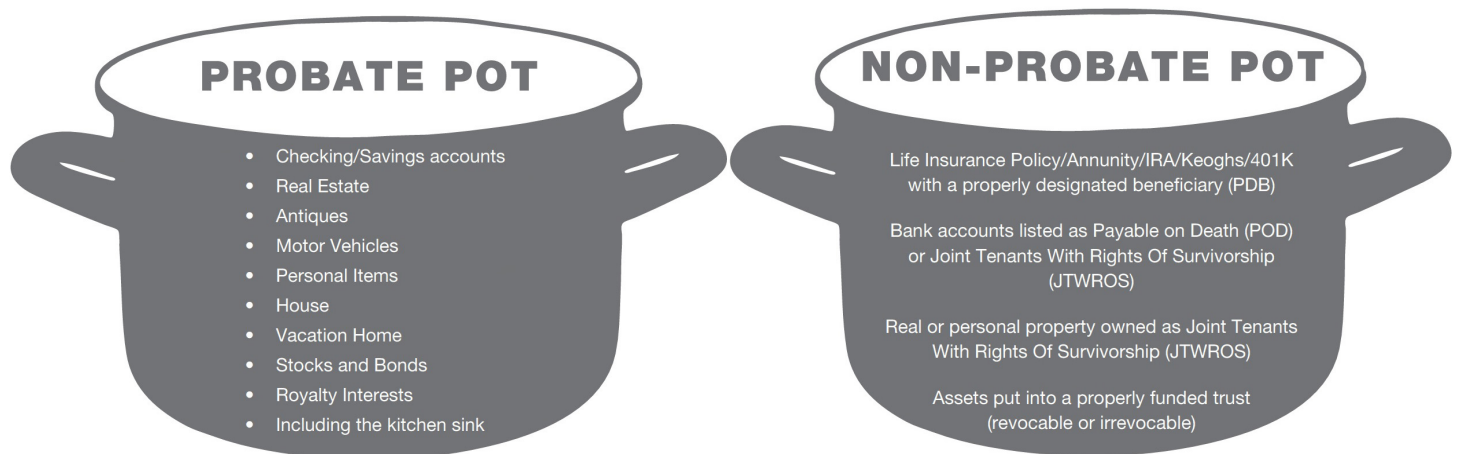 PROBATE POT
• Checking/Savings accounts
• Real Estate
• Antiques
• Motor Vehicles
• Personal Items
• House
• Vacation Home
• Stocks and Bonds
• Royalty Interests
• Including the kitchen sink
NON-PROBATE POT
Life Insurance Policy/Annunity/IRA/Keoghs/401K
with a properly designated beneficiary (PDB)
Bank accounts listed as Payable on Death (POD)
or Joint Tenants With Rights Of Survivorship
(JTWROS)
Real or personal property owned as Joint Tenants
With Rights Of Survivorship (JTWROS)
Assets put into a properly funded trust
(revocable or irrevocable)